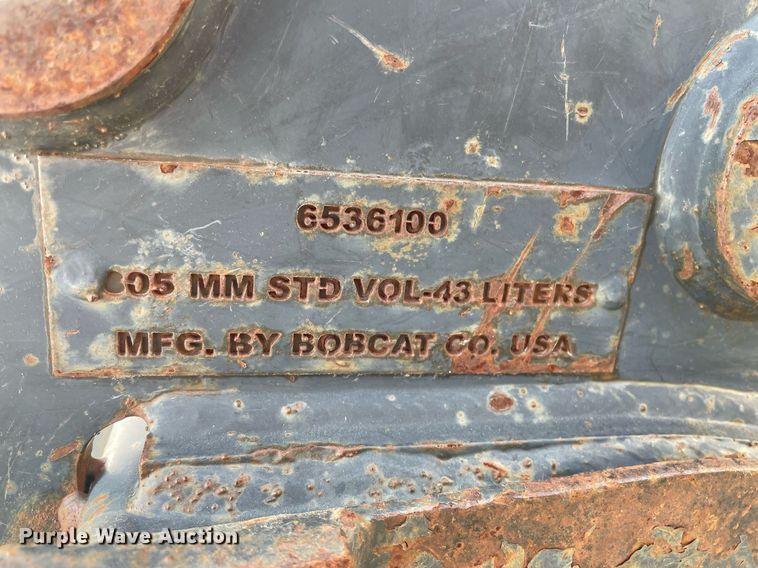 6536100
305 MM STD VOL-43 LITERS
MFG. BY BOBCAT CO. USA
Purple Wave Auction